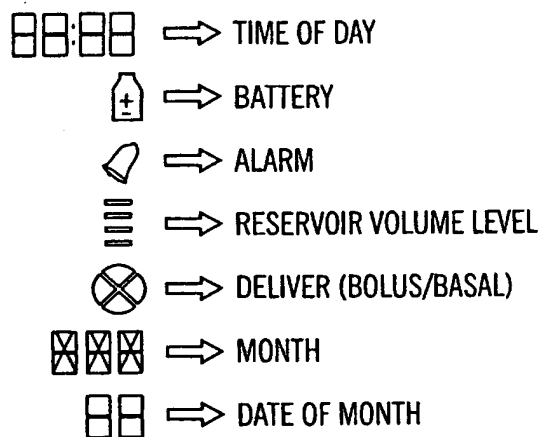 TIME OF DAY
BATTERY
ALARM
RESERVOIR VOLUME LEVEL
DELIVER (BOLUS/BASAL)
MONTH
DATE OF MONTH